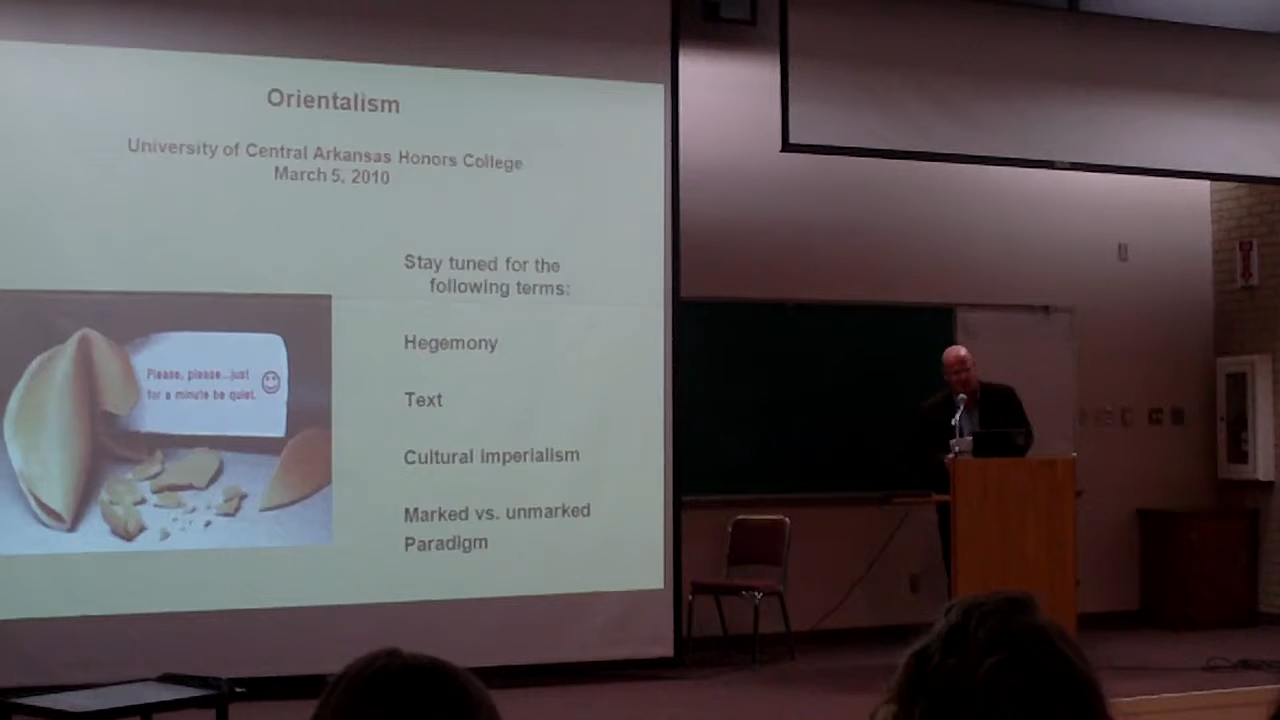 Orientalism
University of Central Arkansas Honors College
March 5, 2010
Stay tuned for the
following terms:
Hegemony
Text
Cultural imperialism
Marked vs. unmarked
Paradigm
Please, please...just
for a minute be quiet.